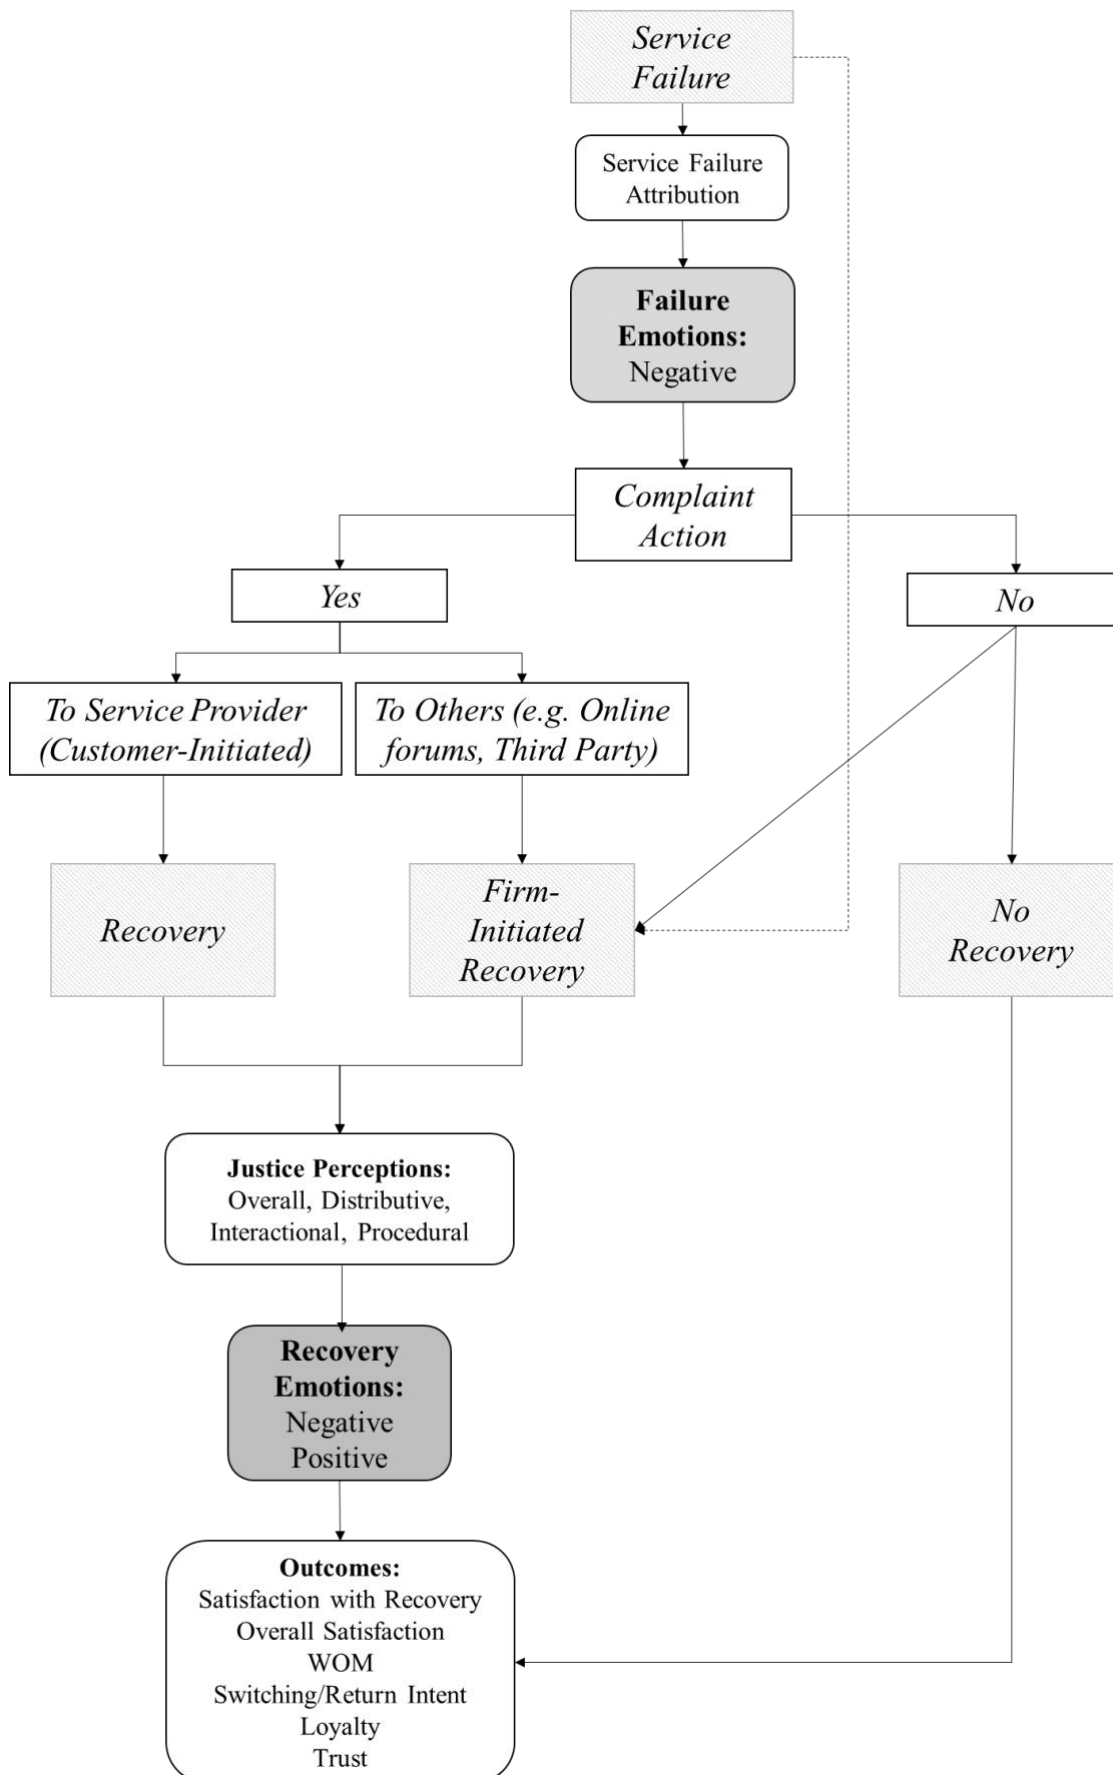 Service
Failure
Service Failure
Attribution
Failure
Emotions:
Negative
Complaint
Action
Yes
No
To Service Provider
(Customer-Initiated)
To Others (e.g. Online
forums, Third Party)
Recovery
Firm-
Initiated
Recovery
No
Recovery
Justice Perceptions:
Overall, Distributive,
Interactional, Procedural
Recovery
Emotions:
Negative
Positive
Outcomes:
Satisfaction with Recovery
Overall Satisfaction
WOM
Switching/Return Intent
Loyalty
Trust